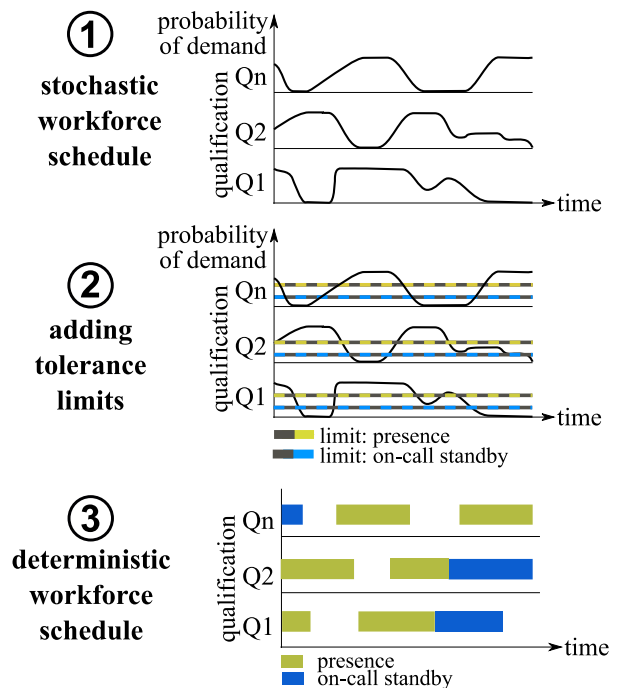 1
stochastic
workforce
schedule
probability
of demand
qualification
Qn
Q2
Q1
time
2
adding
tolerance
limits
probability
of demand
qualification
Qn
Q2
Q1
time
limit: presence
limit: on-call standby
3
deterministic
workforce
schedule
qualification
Qn
Q2
Q1
time
presence
on-call standby